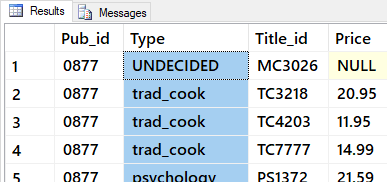 Results Messages
Pub_id Type Title_id Price
1 0877 UNDECIDED MC3026 NULL
2 0877 trad_cook TC3218 20.95
3 0877 trad_cook TC4203 11.95
4 0877 trad_cook TC7777 14.99
5 0877 psychology PS1372 21.59